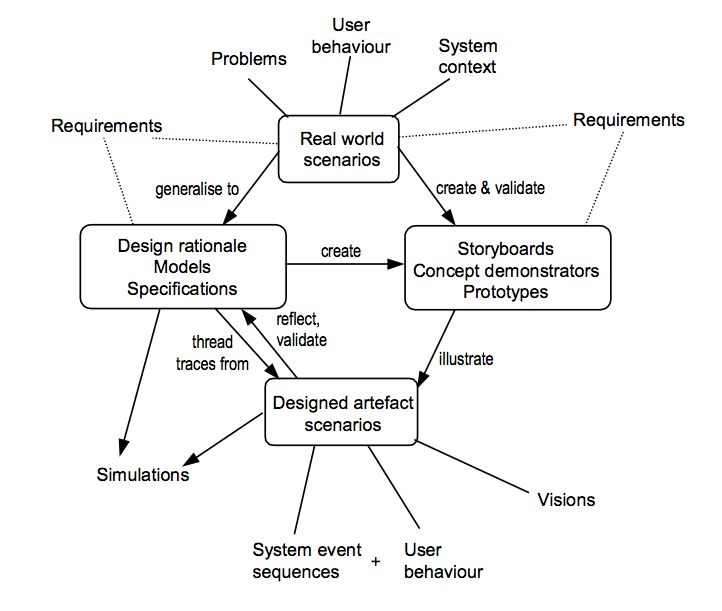 User
behaviour
Problems
System
context
Requirements
Requirements
Real world
scenarios
generalise to
create & validate
Design rationale
Models
Specifications
create
Storyboards
Concept demonstrators
Prototypes
reflect,
validate
thread
traces from
illustrate
Designed artefact
scenarios
Simulations
Visions
System event
sequences
+
User
behaviour